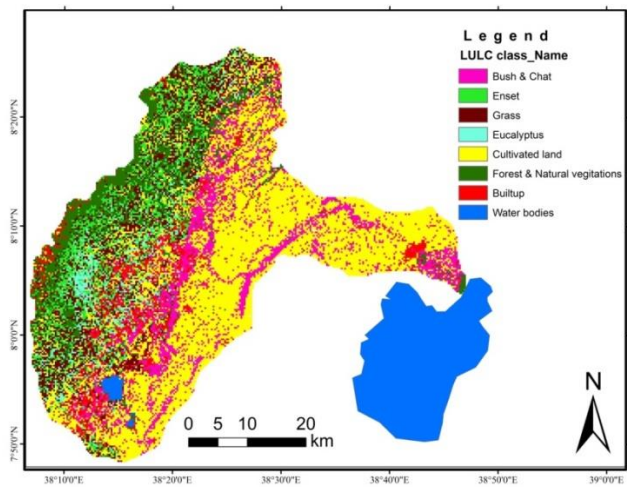 L e g e n d
LULC class_Name
Bush & Chat
Enset
Grass
Eucalyptus
Cultivated land
Forest & Natural vegitations
Builtup
Water bodies
8°20'0"N
8°10'0"N
8°0'0"N
7°50'0"N
N
0 5 10 20
km
38°10'0"E 38°20'0"E 38°30'0"E 38°40'0"E 38°50'0"E 39°0'0"E